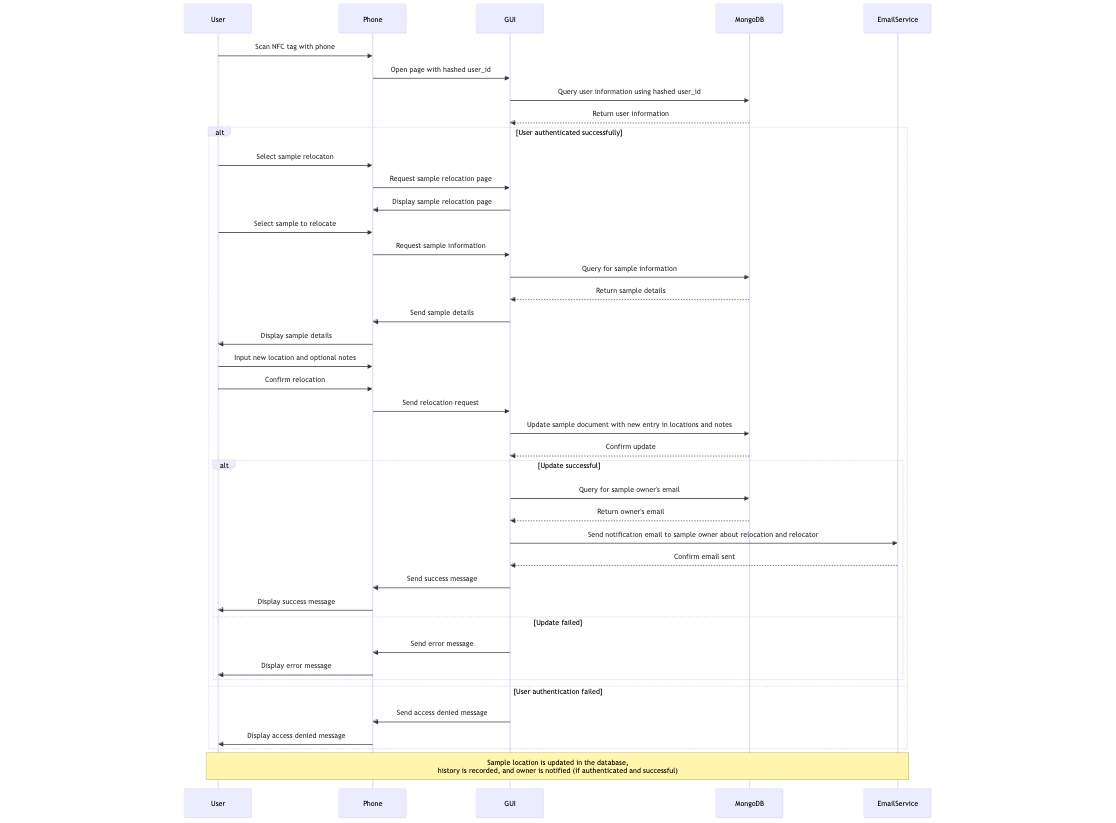 User Phone GUI MongoDB EmailService
Scan NFC tag with phone
Open page with hashed user_id
Query user information using hashed user_id
Return user information
alt [User authenticated successfully]
Select sample relocaton
Request sample relocation page
Display sample relocation page
Select sample to relocate
Request sample information
Query for sample information
Return sample details
Send sample details
Display sample details
Input new location and optional notes
Confirm relocation
Send relocation request
Update sample document with new entry in locations and notes
Confirm update
alt [Update successful]
Query for sample owner's email
Return owner's email
Send notification email to sample owner about relocation and relocator
Confirm email sent
Send success message
Display success message
[Update failed]
Send error message
Display error message
[User authentication failed]
Send access denied message
Display access denied message
Sample location is updated in the database,
history is recorded, and owner is notified (if authenticated and successful)
User Phone GUI MongoDB EmailService